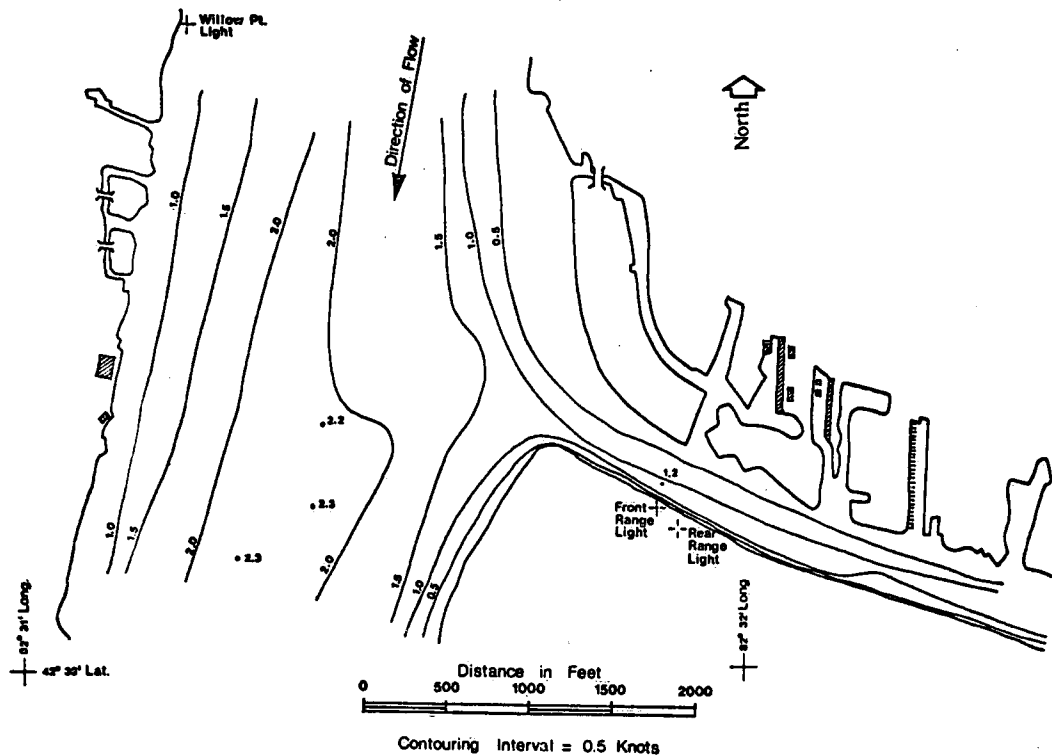 Willow Pt.
Light
Direction of Flow
North
1.0
1.5
2.0
2.0
1.5
1.0
0.5
2.2
2.3
2.3
1.2
Front
Range
Light
Rear
Range
Light
1.0
1.5
2.0
2.0
1.5
1.0
0.5
82° 32' Long
Distance in Feet
0
500
1000
1500
2000
Contouring Interval = 0.5 Knots